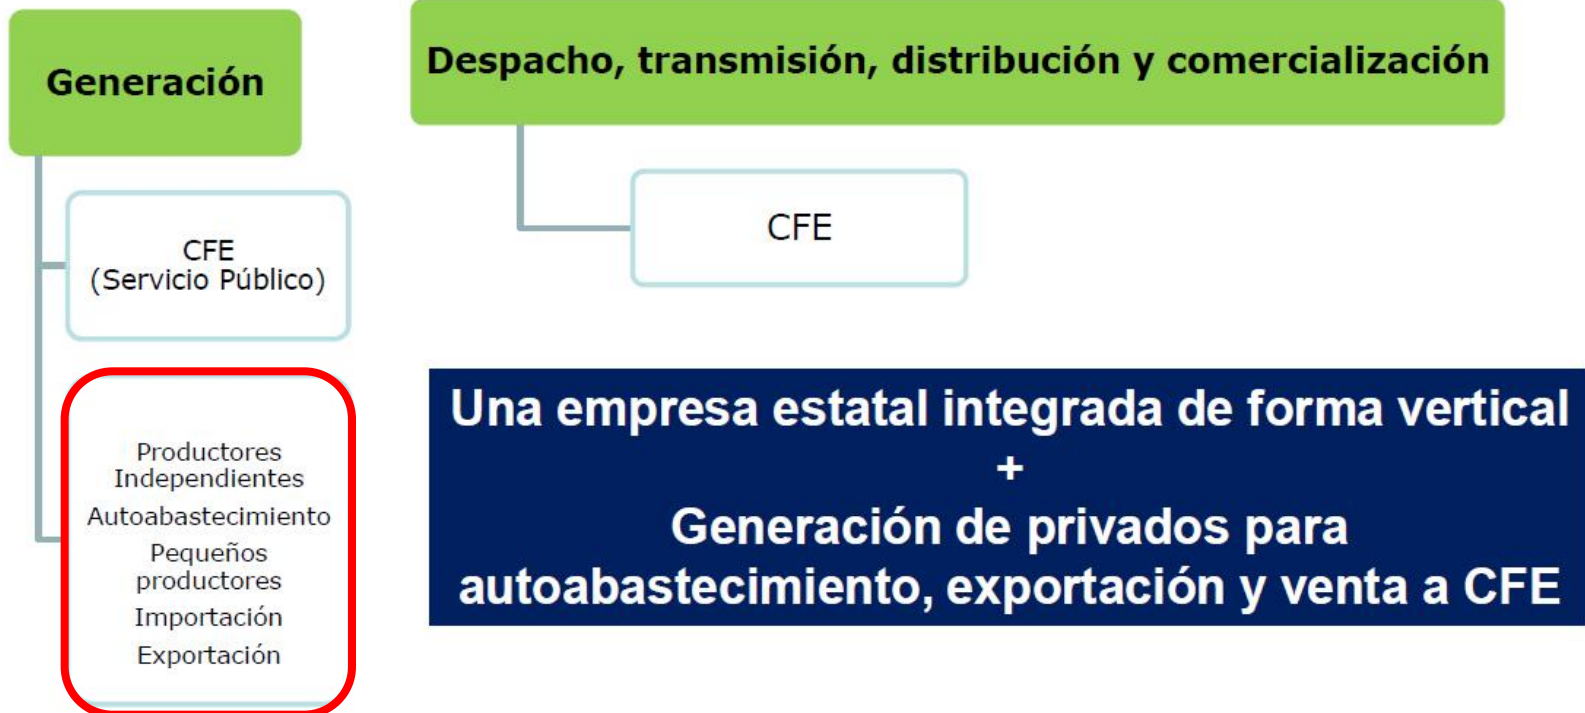 Generación
CFE
(Servicio Público)
Productores
Independientes
Autoabastecimiento
Pequeños
productores
Importación
Exportación
Despacho, transmisión, distribución y comercialización
CFE
Una empresa estatal integrada de forma vertical
+
Generación de privados para
autoabastecimiento, exportación y venta a CFE